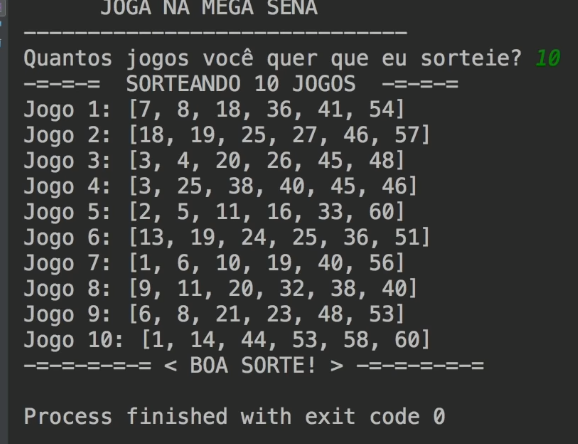 JOGA NA MEGA SENA
------------------------------
Quantos jogos você quer que eu sorteie? 10
-=-=-= SORTEANDO 10 JOGOS -=-=-=
Jogo 1: [7, 8, 18, 36, 41, 54]
Jogo 2: [18, 19, 25, 27, 46, 57]
Jogo 3: [3, 4, 20, 26, 45, 48]
Jogo 4: [3, 25, 38, 40, 45, 46]
Jogo 5: [2, 5, 11, 16, 33, 60]
Jogo 6: [13, 19, 24, 25, 36, 51]
Jogo 7: [1, 6, 10, 19, 40, 56]
Jogo 8: [9, 11, 20, 32, 38, 40]
Jogo 9: [6, 8, 21, 23, 48, 53]
Jogo 10: [1, 14, 44, 53, 58, 60]
-=-=-=-=-= < BOA SORTE! > -=-=-=-=-=
Process finished with exit code 0